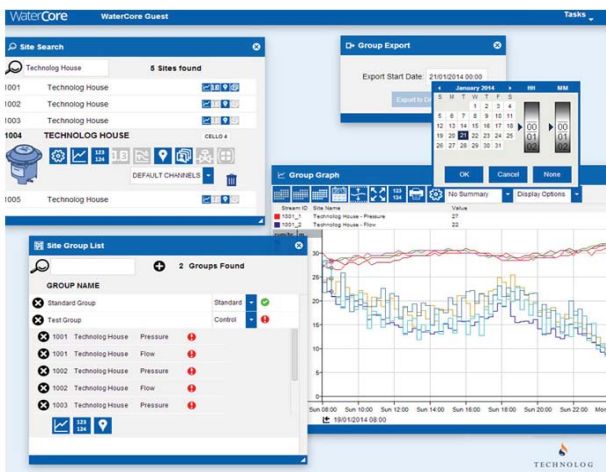 WaterCore
WaterCore Guest
Tasks
Site Search
Technolog House
5 Sites found
1001 Technolog House
1002 Technolog House
1003 Technolog House
1004 TECHNOLOG HOUSE CELLO 4
123
124
DEFAULT CHANNELS
1005 Technolog House
Group Export
Export Start Date: 21/01/2014 00:00
January 2014
HH MM
S M T W T F S
1 2 3 4
5 6 7 8 9 10 11
12 13 14 15 16 17 18
19 20 21 22 23 24 25
26 27 28 29 30 31
00 00
01 01
02 02
OK Cancel None
Group Graph
123
124
No Summary
Display Options
Stream ID Site Name Value
1001_1 Technolog House - Pressure 27
1001_2 Technolog House - Flow 22
30
25
20
15
10
5
0
Sun 08:00 Sun 10:00 Sun 12:00 Sun 14:00 Sun 16:00 Sun 18:00 Sun 20:00 Sun 22:00
19/01/2014 08:00
Site Group List
2 Groups Found
GROUP NAME
Standard Group Standard
Test Group Control
1001 Technolog House Pressure
1001 Technolog House Flow
1002 Technolog House Pressure
1002 Technolog House Flow
1003 Technolog House Pressure
123
124
TECHNOLOG